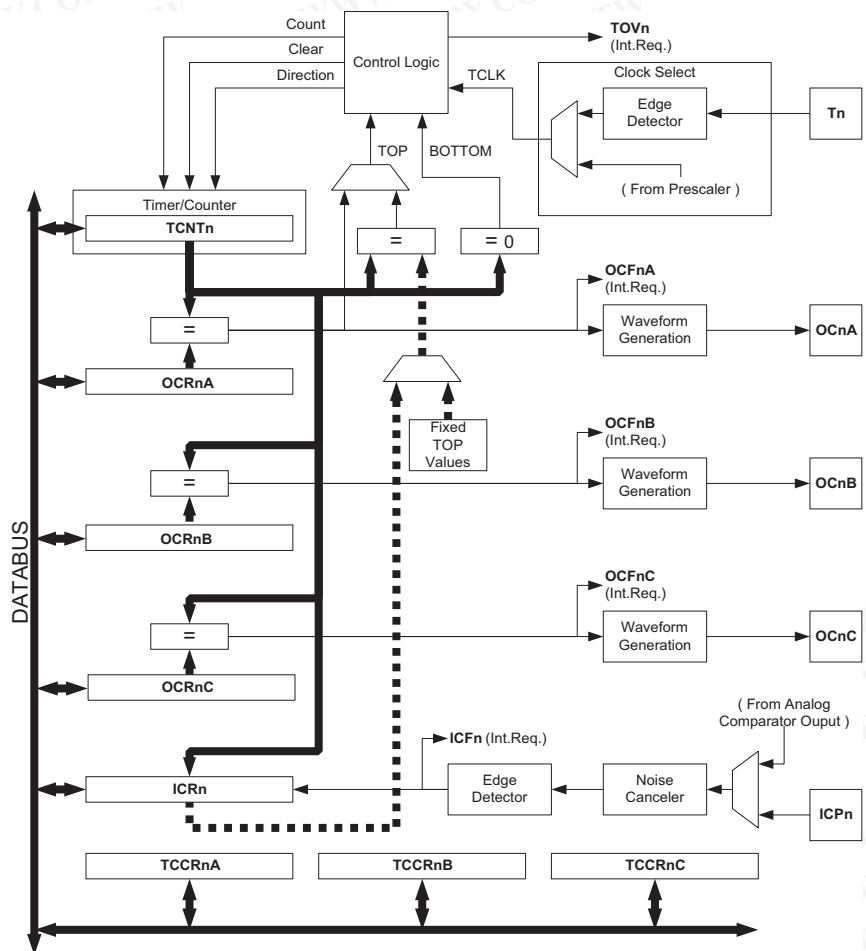 Count
Clear
Direction
Control Logic
TOVn
(Int.Req.)
TCLK
Clock Select
Edge
Detector
Tn
( From Prescaler )
TOP
BOTTOM
Timer/Counter
TCNTn
=
= 0
=
OCRnA
OCFnA
(Int.Req.)
Waveform
Generation
OCnA
Fixed
TOP
Values
=
OCRnB
OCFnB
(Int.Req.)
Waveform
Generation
OCnB
DATABUS
=
OCRnC
OCFnC
(Int.Req.)
Waveform
Generation
OCnC
( From Analog
Comparator Ouput )
ICFn (Int.Req.)
ICRn
Edge
Detector
Noise
Canceler
ICPn
TCCRnA
TCCRnB
TCCRnC